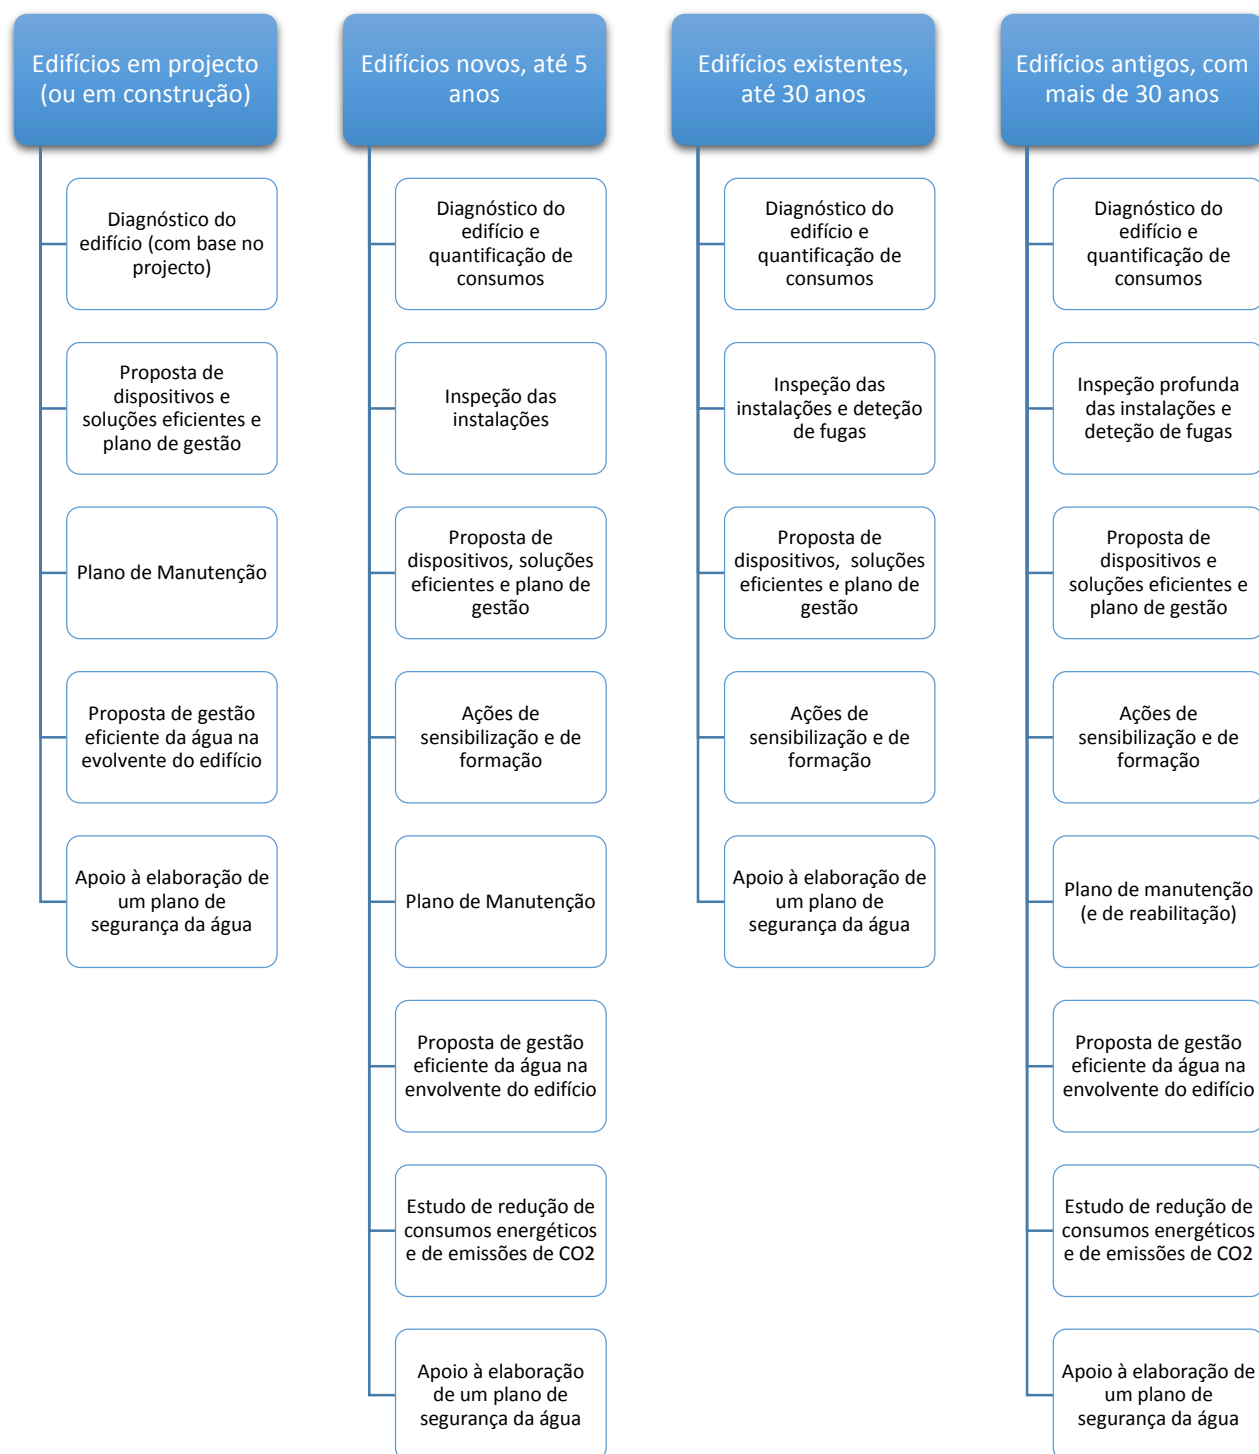 Edifícios em projecto
(ou em construção)
Diagnóstico do
edifício (com base no
projecto)
Proposta de
dispositivos e
soluções eficientes e
plano de gestão
Plano de Manutenção
Proposta de gestão
eficiente da água na
evolvente do edifício
Apoio à elaboração de
um plano de
segurança da água
Edifícios novos, até 5
anos
Diagnóstico do
edifício e
quantificação de
consumos
Inspeção das
instalações
Proposta de
dispositivos, soluções
eficientes e plano de
gestão
Ações de
sensibilização e de
formação
Plano de Manutenção
Proposta de gestão
eficiente da água na
envolvente do edifício
Estudo de redução de
consumos energéticos
e de emissões de CO2
Apoio à elaboração
de um plano de
segurança da água
Edifícios existentes,
até 30 anos
Diagnóstico do
edifício e
quantificação de
consumos
Inspeção das
instalações e deteção
de fugas
Proposta de
dispositivos, soluções
eficientes e plano de
gestão
Ações de
sensibilização e de
formação
Apoio à elaboração de
um plano de
segurança da água
Edifícios antigos, com
mais de 30 anos
Diagnóstico do
edifício e
quantificação de
consumos
Inspeção profunda
das instalações e
deteção de fugas
Proposta de
dispositivos e
soluções eficientes e
plano de gestão
Ações de
sensibilização e de
formação
Plano de manutenção
(e de reabilitação)
Proposta de gestão
eficiente da água na
envolvente do edifício
Estudo de redução de
consumos energéticos
e de emissões de CO2
Apoio à elaboração de
um plano de
segurança da água